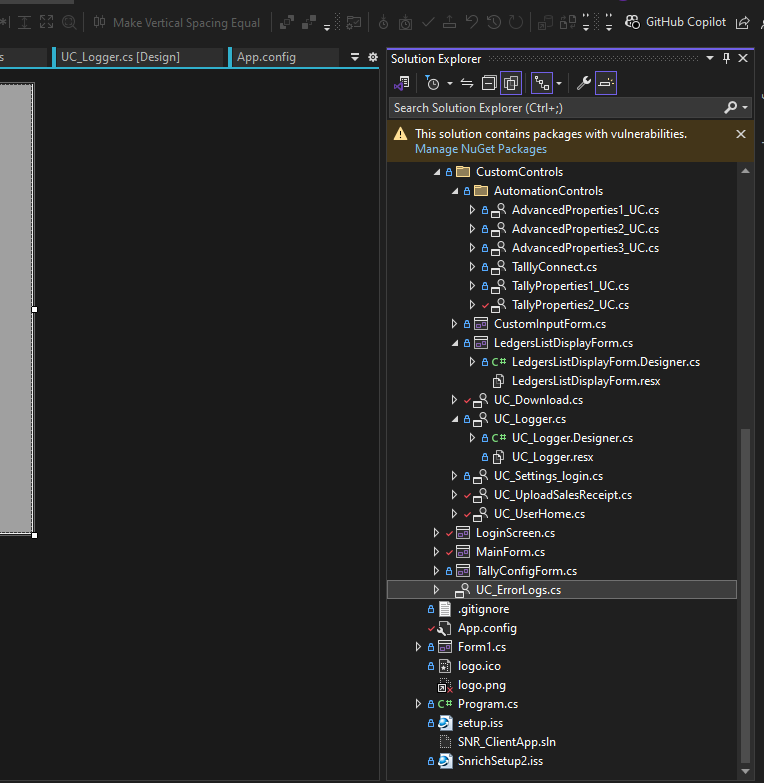 Make Vertical Spacing Equal
GitHub Copilot
s
UC_Logger.cs [Design]
App.config
Solution Explorer
Search Solution Explorer (Ctrl+;)
This solution contains packages with vulnerabilities.
Manage NuGet Packages
CustomControls
AutomationControls
AdvancedProperties1_UC.cs
AdvancedProperties2_UC.cs
AdvancedProperties3_UC.cs
TalllyConnect.cs
TallyProperties1_UC.cs
TallyProperties2_UC.cs
CustomInputForm.cs
LedgersListDisplayForm.cs
C# LedgersListDisplayForm.Designer.cs
LedgersListDisplayForm.resx
UC_Download.cs
UC_Logger.cs
C# UC_Logger.Designer.cs
UC_Logger.resx
UC_Settings_login.cs
UC_UploadSalesReceipt.cs
UC_UserHome.cs
LoginScreen.cs
MainForm.cs
TallyConfigForm.cs
UC_ErrorLogs.cs
.gitignore
App.config
Form1.cs
logo.ico
logo.png
C# Program.cs
setup.iss
SNR_ClientApp.sln
SnrichSetup2.iss